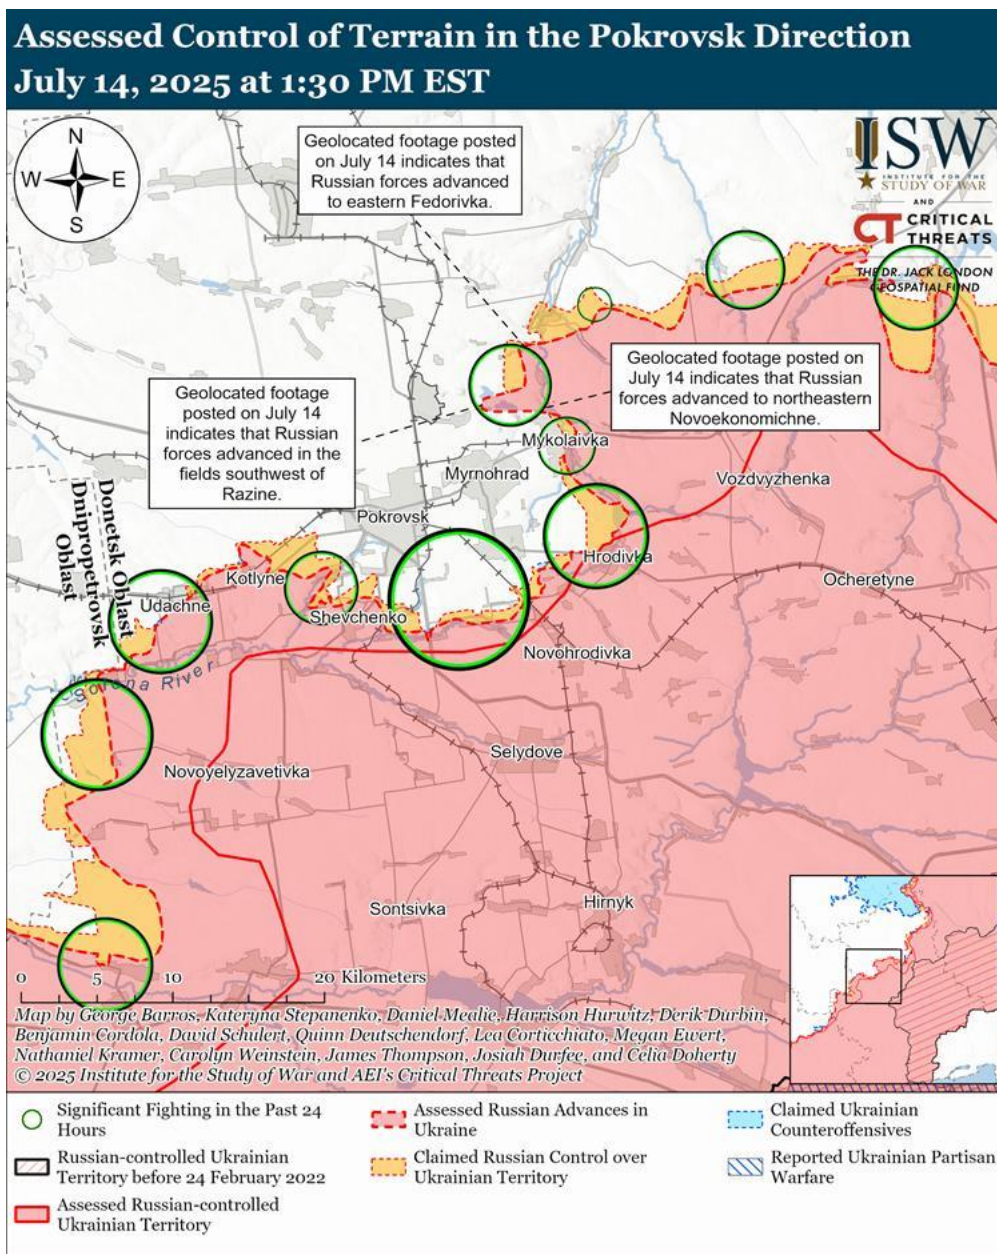 Assessed Control of Terrain in the Pokrovsk Direction
July 14, 2025 at 1:30 PM EST
N
W
E
S
Geolocated footage posted
on July 14 indicates that
Russian forces advanced
to eastern Fedorivka.
ISW
INSTITUTE FOR THE
STUDY OF WAR
AND
CT CRITICAL
THREATS
THE DR. JACK LONDON
GEOSPATIAL FUND
Geolocated footage posted on
July 14 indicates that Russian
forces advanced to northeastern
Novoekonomichne.
Geolocated footage
posted on July 14
indicates that Russian
forces advanced in the
fields southwest of
Razine.
Mykolaivka
Myrnohrad
Vozdvyzhenka
Pokrovsk
Donetsk Oblast
Dnipropetrovsk
Oblast
Hrodivka
Kotlyne
Ocheretyne
Udachne
Shevchenko
Novohrodivka
Solona River
Selydove
Novoyelyzavetivka
Sontsivka
Hirnyk
0 5 10 20 Kilometers
Map by George Barros, Kateryna Stepanenko, Daniel Mealie, Harrison Hurwitz, Derik Durbin,
Benjamin Cordola, David Schulert, Quinn Deutschendorf, Lea Corticchiato, Megan Ewert,
Nathaniel Kramer, Carolyn Weinstein, James Thompson, Josiah Durfee, and Celia Doherty
© 2025 Institute for the Study of War and AEI's Critical Threats Project
Significant Fighting in the Past 24
Hours
Russian-controlled Ukrainian
Territory before 24 February 2022
Assessed Russian-controlled
Ukrainian Territory
Assessed Russian Advances in
Ukraine
Claimed Russian Control over
Ukrainian Territory
Claimed Ukrainian
Counteroffensives
Reported Ukrainian Partisan
Warfare